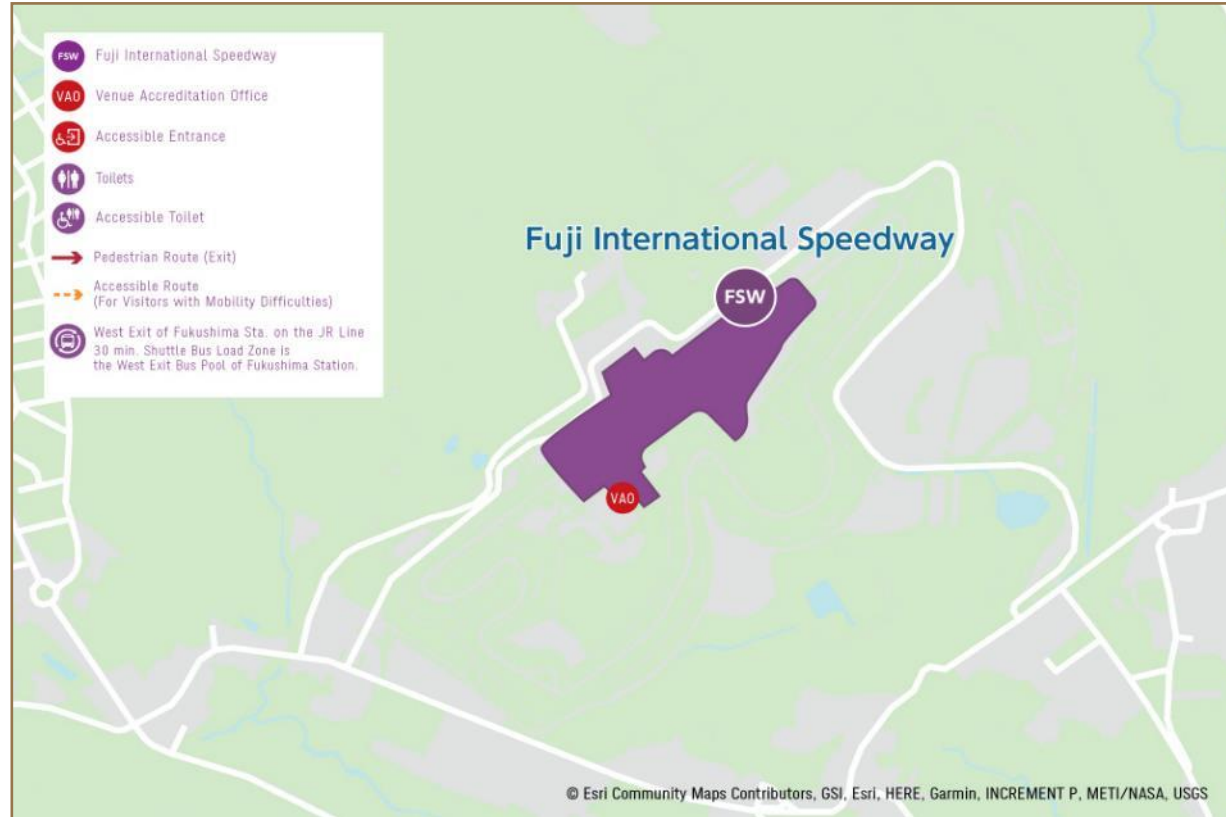 FSW Fuji International Speedway
VAO Venue Accreditation Office
Accessible Entrance
Toilets
Accessible Toilet
Pedestrian Route (Exit)
Accessible Route
(For Visitors with Mobility Difficulties)
West Exit of Fukushima Sta. on the JR Line
30 min. Shuttle Bus Load Zone is
the West Exit Bus Pool of Fukushima Station.
Fuji International Speedway
FSW
VAO
© Esri Community Maps Contributors, GSI, Esri, HERE, Garmin, INCREMENT P, METI/NASA, USGS